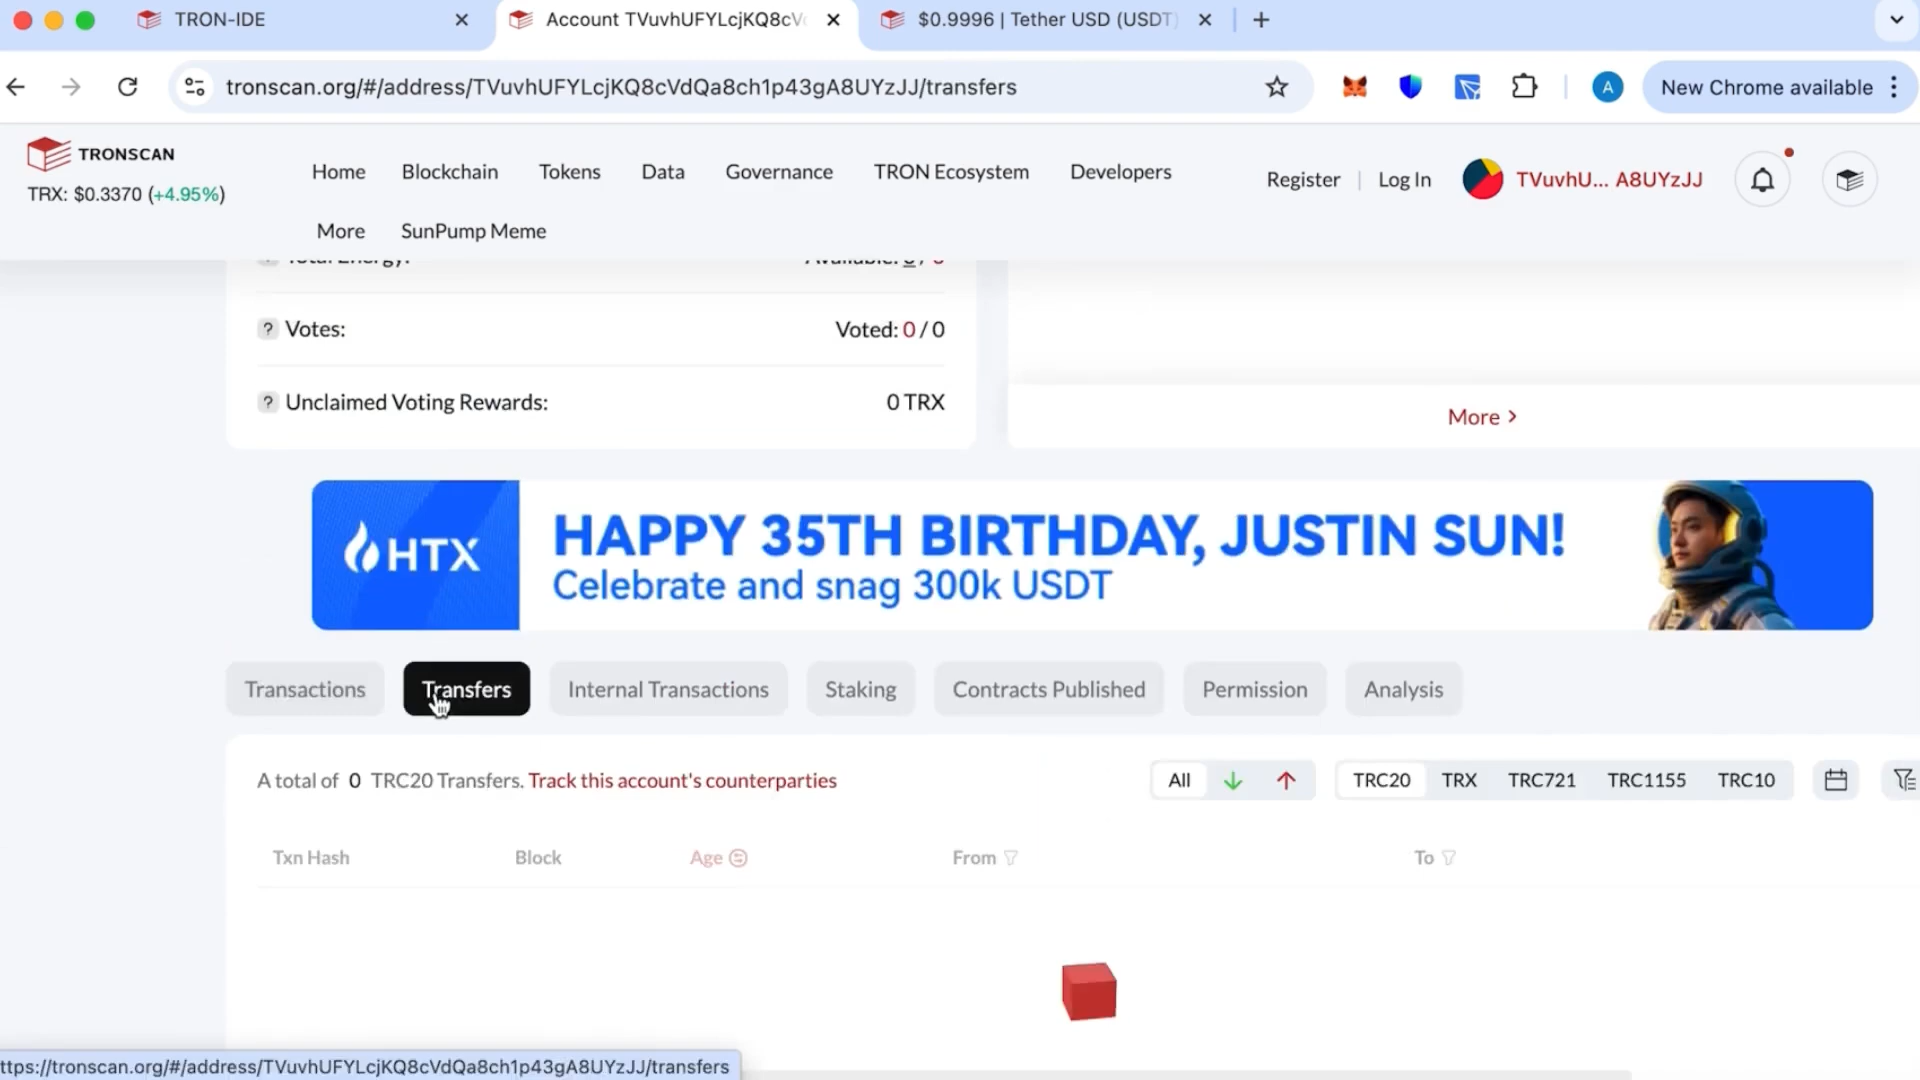 TRON-IDE
Account TVuvhUFYLcjKQ8cV
$0.9996 | Tether USD (USDT)
tronscan.org/#/address/TVuvhUFYLcjKQ8cVdQa8ch1p43gA8UYzJJ/transfers
A
New Chrome available
TRONSCAN
TRX: $0.3370 (+4.95%)
Home
Blockchain
Tokens
Data
Governance
TRON Ecosystem
Developers
More
SunPump Meme
Register | Log In
TVuvhU... A8UYzJJ
? Total Energy: Available: 0 / 0
? Votes: Voted: 0 / 0
? Unclaimed Voting Rewards: 0 TRX
More >
HTX
HAPPY 35TH BIRTHDAY, JUSTIN SUN!
Celebrate and snag 300k USDT
Transactions
Transfers
Internal Transactions
Staking
Contracts Published
Permission
Analysis
A total of 0 TRC20 Transfers. Track this account's counterparties
All
TRC20
TRX
TRC721
TRC1155
TRC10
Txn Hash
Block
Age
From
To
ttps://tronscan.org/#/address/TVuvhUFYLcjKQ8cVdQa8ch1p43gA8UYzJJ/transfers